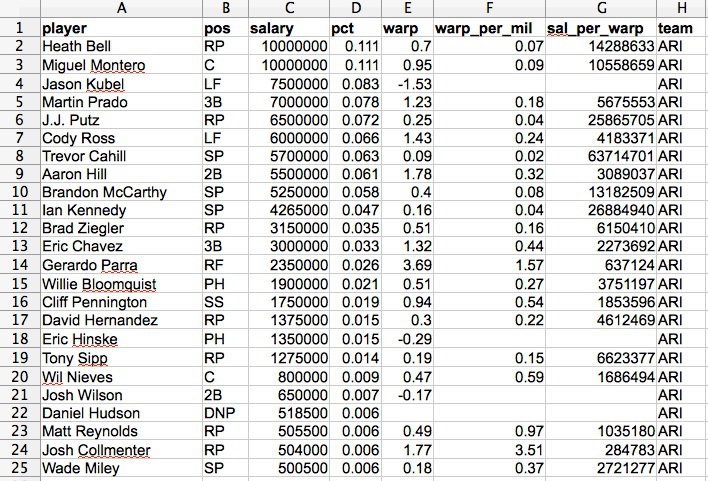 A B C D E F G H
1 player pos salary pct warp warp_per_mil sal_per_warp team
2 Heath Bell RP 10000000 0.111 0.7 0.07 14288633 ARI
3 Miguel Montero C 10000000 0.111 0.95 0.09 10558659 ARI
4 Jason Kubel LF 7500000 0.083 -1.53 ARI
5 Martin Prado 3B 7000000 0.078 1.23 0.18 5675553 ARI
6 J.J. Putz RP 6500000 0.072 0.25 0.04 25865705 ARI
7 Cody Ross LF 6000000 0.066 1.43 0.24 4183371 ARI
8 Trevor Cahill SP 5700000 0.063 0.09 0.02 63714701 ARI
9 Aaron Hill 2B 5500000 0.061 1.78 0.32 3089037 ARI
10 Brandon McCarthy SP 5250000 0.058 0.4 0.08 13182509 ARI
11 Ian Kennedy SP 4265000 0.047 0.16 0.04 26884940 ARI
12 Brad Ziegler RP 3150000 0.035 0.51 0.16 6150410 ARI
13 Eric Chavez 3B 3000000 0.033 1.32 0.44 2273692 ARI
14 Gerardo Parra RF 2350000 0.026 3.69 1.57 637124 ARI
15 Willie Bloomquist PH 1900000 0.021 0.51 0.27 3751197 ARI
16 Cliff Pennington SS 1750000 0.019 0.94 0.54 1853596 ARI
17 David Hernandez RP 1375000 0.015 0.3 0.22 4612469 ARI
18 Eric Hinske PH 1350000 0.015 -0.29 ARI
19 Tony Sipp RP 1275000 0.014 0.19 0.15 6623377 ARI
20 Wil Nieves C 800000 0.009 0.47 0.59 1686494 ARI
21 Josh Wilson 2B 650000 0.007 -0.17 ARI
22 Daniel Hudson DNP 518500 0.006 ARI
23 Matt Reynolds RP 505500 0.006 0.49 0.97 1035180 ARI
24 Josh Collmenter RP 504000 0.006 1.77 3.51 284783 ARI
25 Wade Miley SP 500500 0.006 0.18 0.37 2721277 ARI